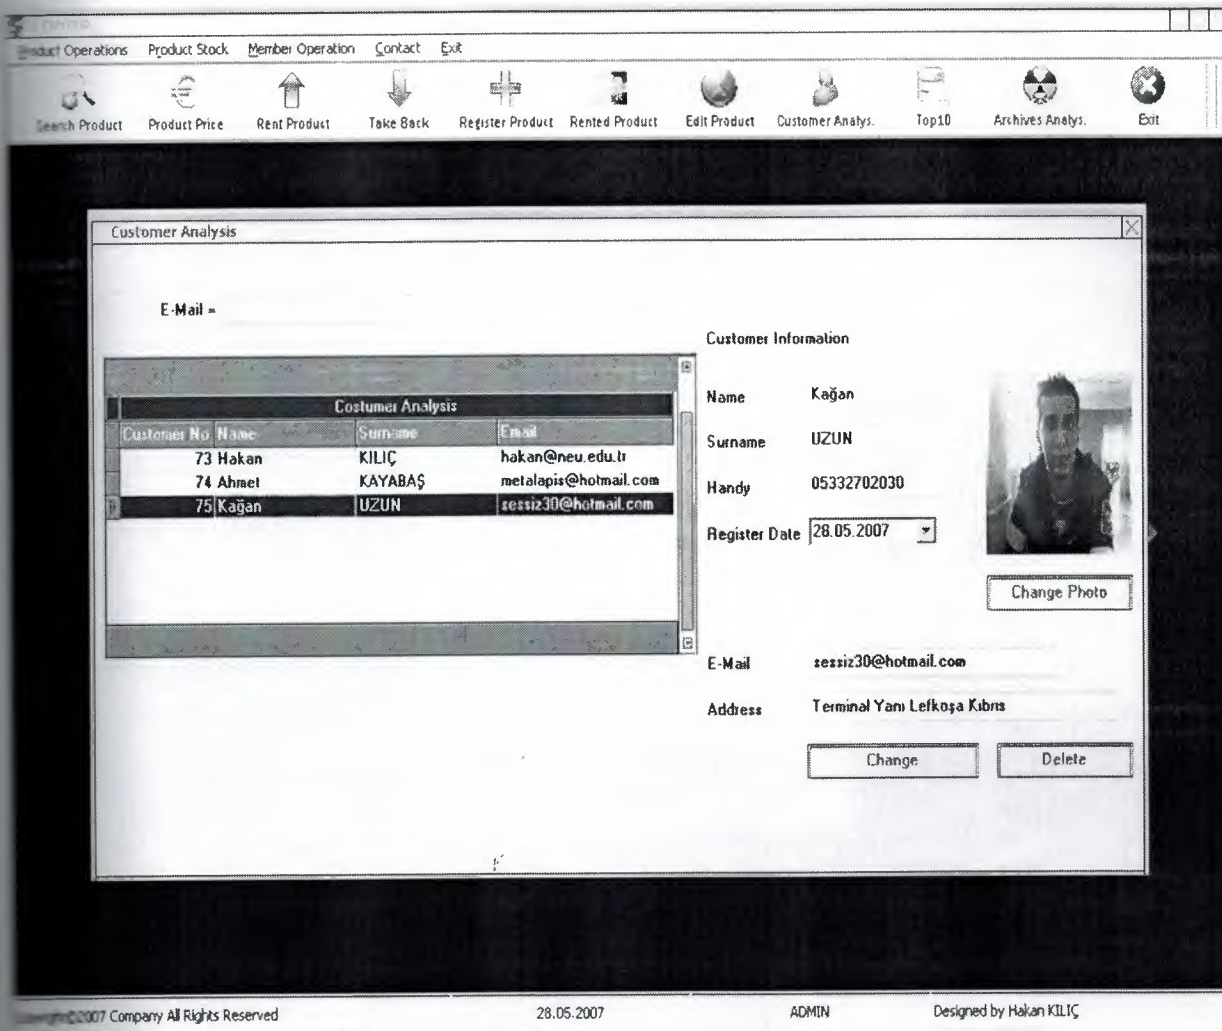 Product Operations Product Stock Member Operation Contact Exit
Search Product Product Price Rent Product Take Back Register Product Rented Product Edit Product Customer Analys. Top10 Archives Analys. Exit
Customer Analysis
E-Mail =
Costumer Analysis
Customer No Name Surname Email
73 Hakan KILIÇ hakan@neu.edu.tr
74 Ahmet KAYABAŞ metalapis@hotmail.com
75 Kağan UZUN sessiz30@hotmail.com
Customer Information
Name Kağan
Surname UZUN
Handy 05332702030
Register Date 28.05.2007
Change Photo
E-Mail sessiz30@hotmail.com
Address Terminal Yanı Lefkoşa Kıbrıs
Change Delete
Copyright©2007 Company All Rights Reserved 28.05.2007 ADMIN Designed by Hakan KILIÇ